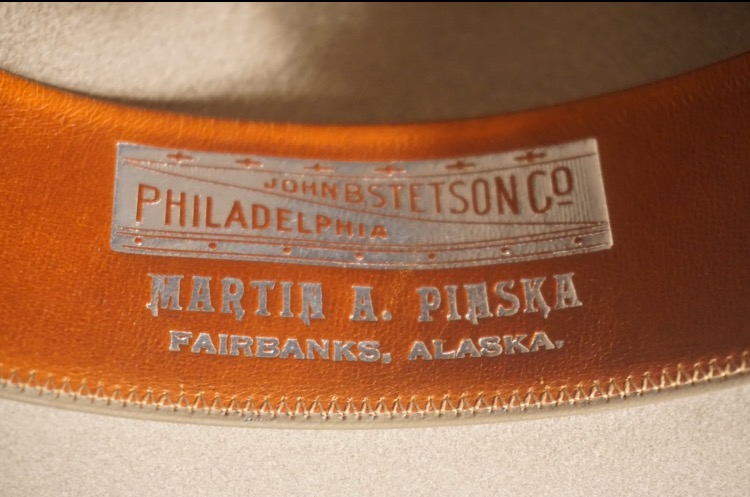 JOHN B. STETSON Co
PHILADELPHIA
MARTIN A. PINSKA
FAIRBANKS, ALASKA.